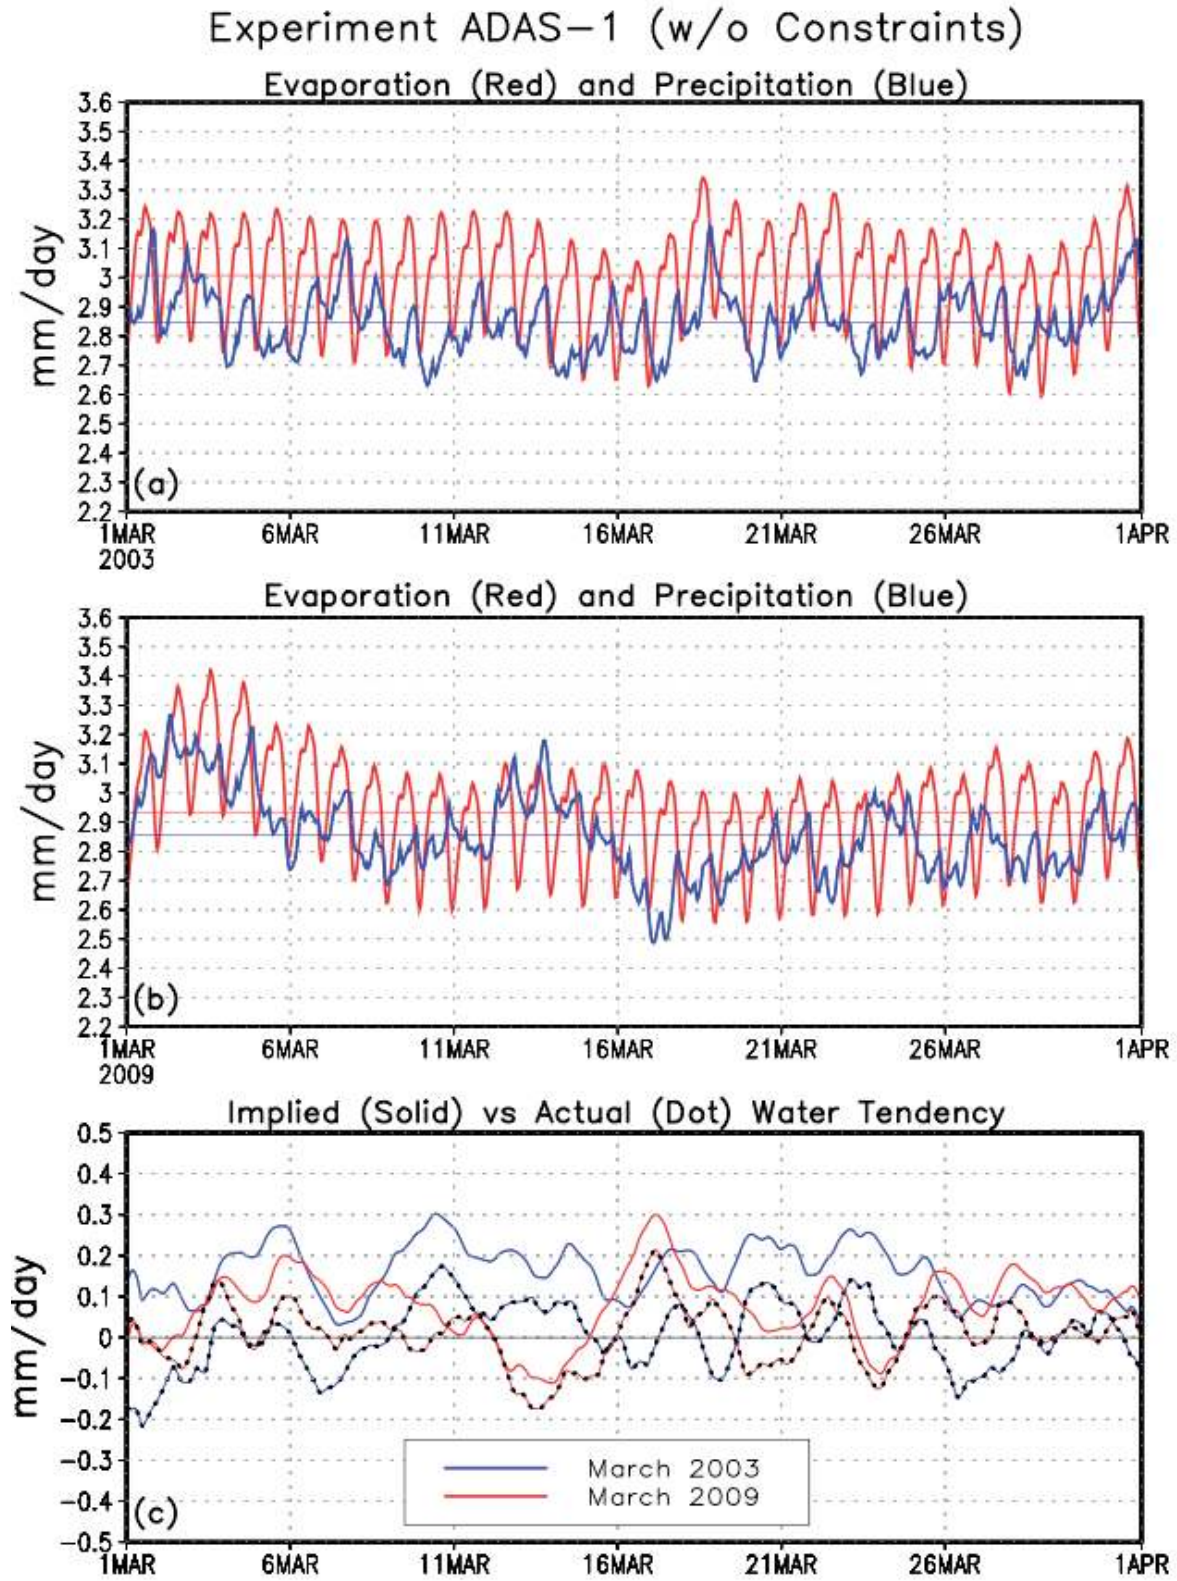 Experiment ADAS-1 (w/o Constraints)
Evaporation (Red) and Precipitation (Blue)
3.6
3.5
3.4
3.3
3.2
3.1
3
2.9
2.8
2.7
2.6
2.5
2.4
2.3
2.2
mm/day
(a)
1MAR 6MAR 11MAR 16MAR 21MAR 26MAR 1APR
2003
Evaporation (Red) and Precipitation (Blue)
3.6
3.5
3.4
3.3
3.2
3.1
3
2.9
2.8
2.7
2.6
2.5
2.4
2.3
2.2
mm/day
(b)
1MAR 6MAR 11MAR 16MAR 21MAR 26MAR 1APR
2009
Implied (Solid) vs Actual (Dot) Water Tendency
0.5
0.4
0.3
0.2
0.1
0
-0.1
-0.2
-0.3
-0.4
-0.5
mm/day
March 2003
March 2009
(c)
1MAR 6MAR 11MAR 16MAR 21MAR 26MAR 1APR